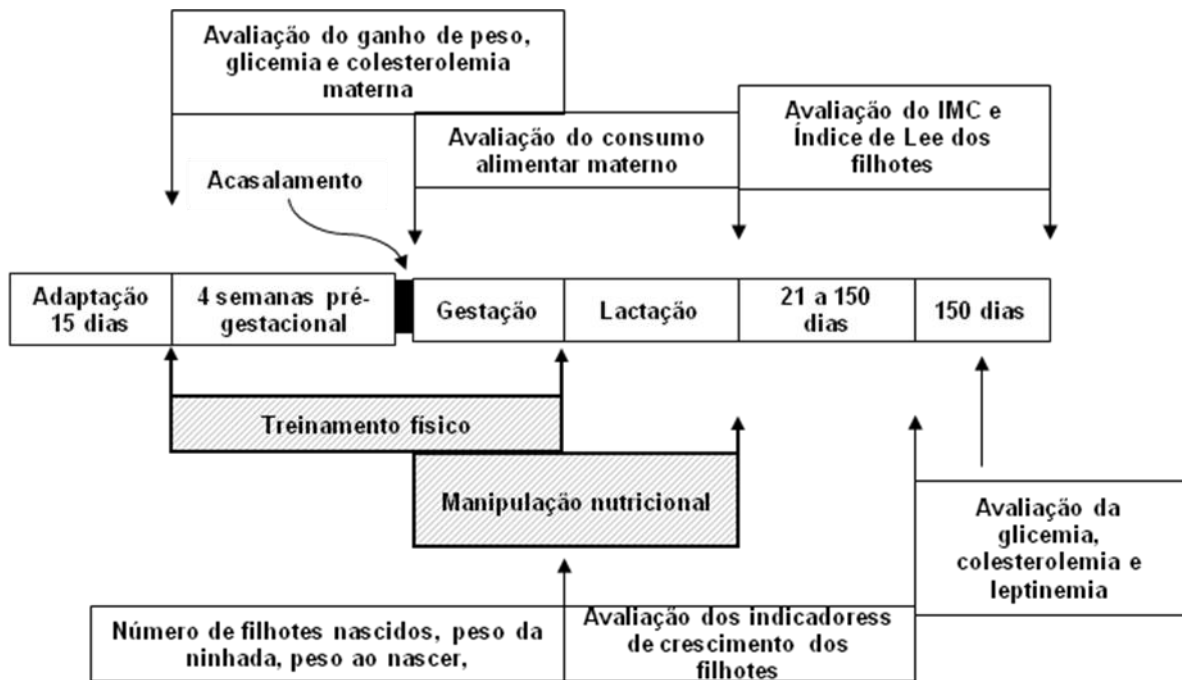 Avaliação do ganho de peso,
glicemia e colesterolemia
materna
Avaliação do consumo
alimentar materno
Avaliação do IMC e
Índice de Lee dos
filhotes
Acasalamento
Adaptação
15 dias
4 semanas pré-
gestacional
Gestação
Lactação
21 a 150
dias
150 dias
Treinamento físico
Manipulação nutricional
Avaliação da
glicemia,
colesterolemia e
leptinemia
Número de filhotes nascidos, peso da
ninhada, peso ao nascer,
Avaliação dos indicadoress
de crescimento dos
filhotes